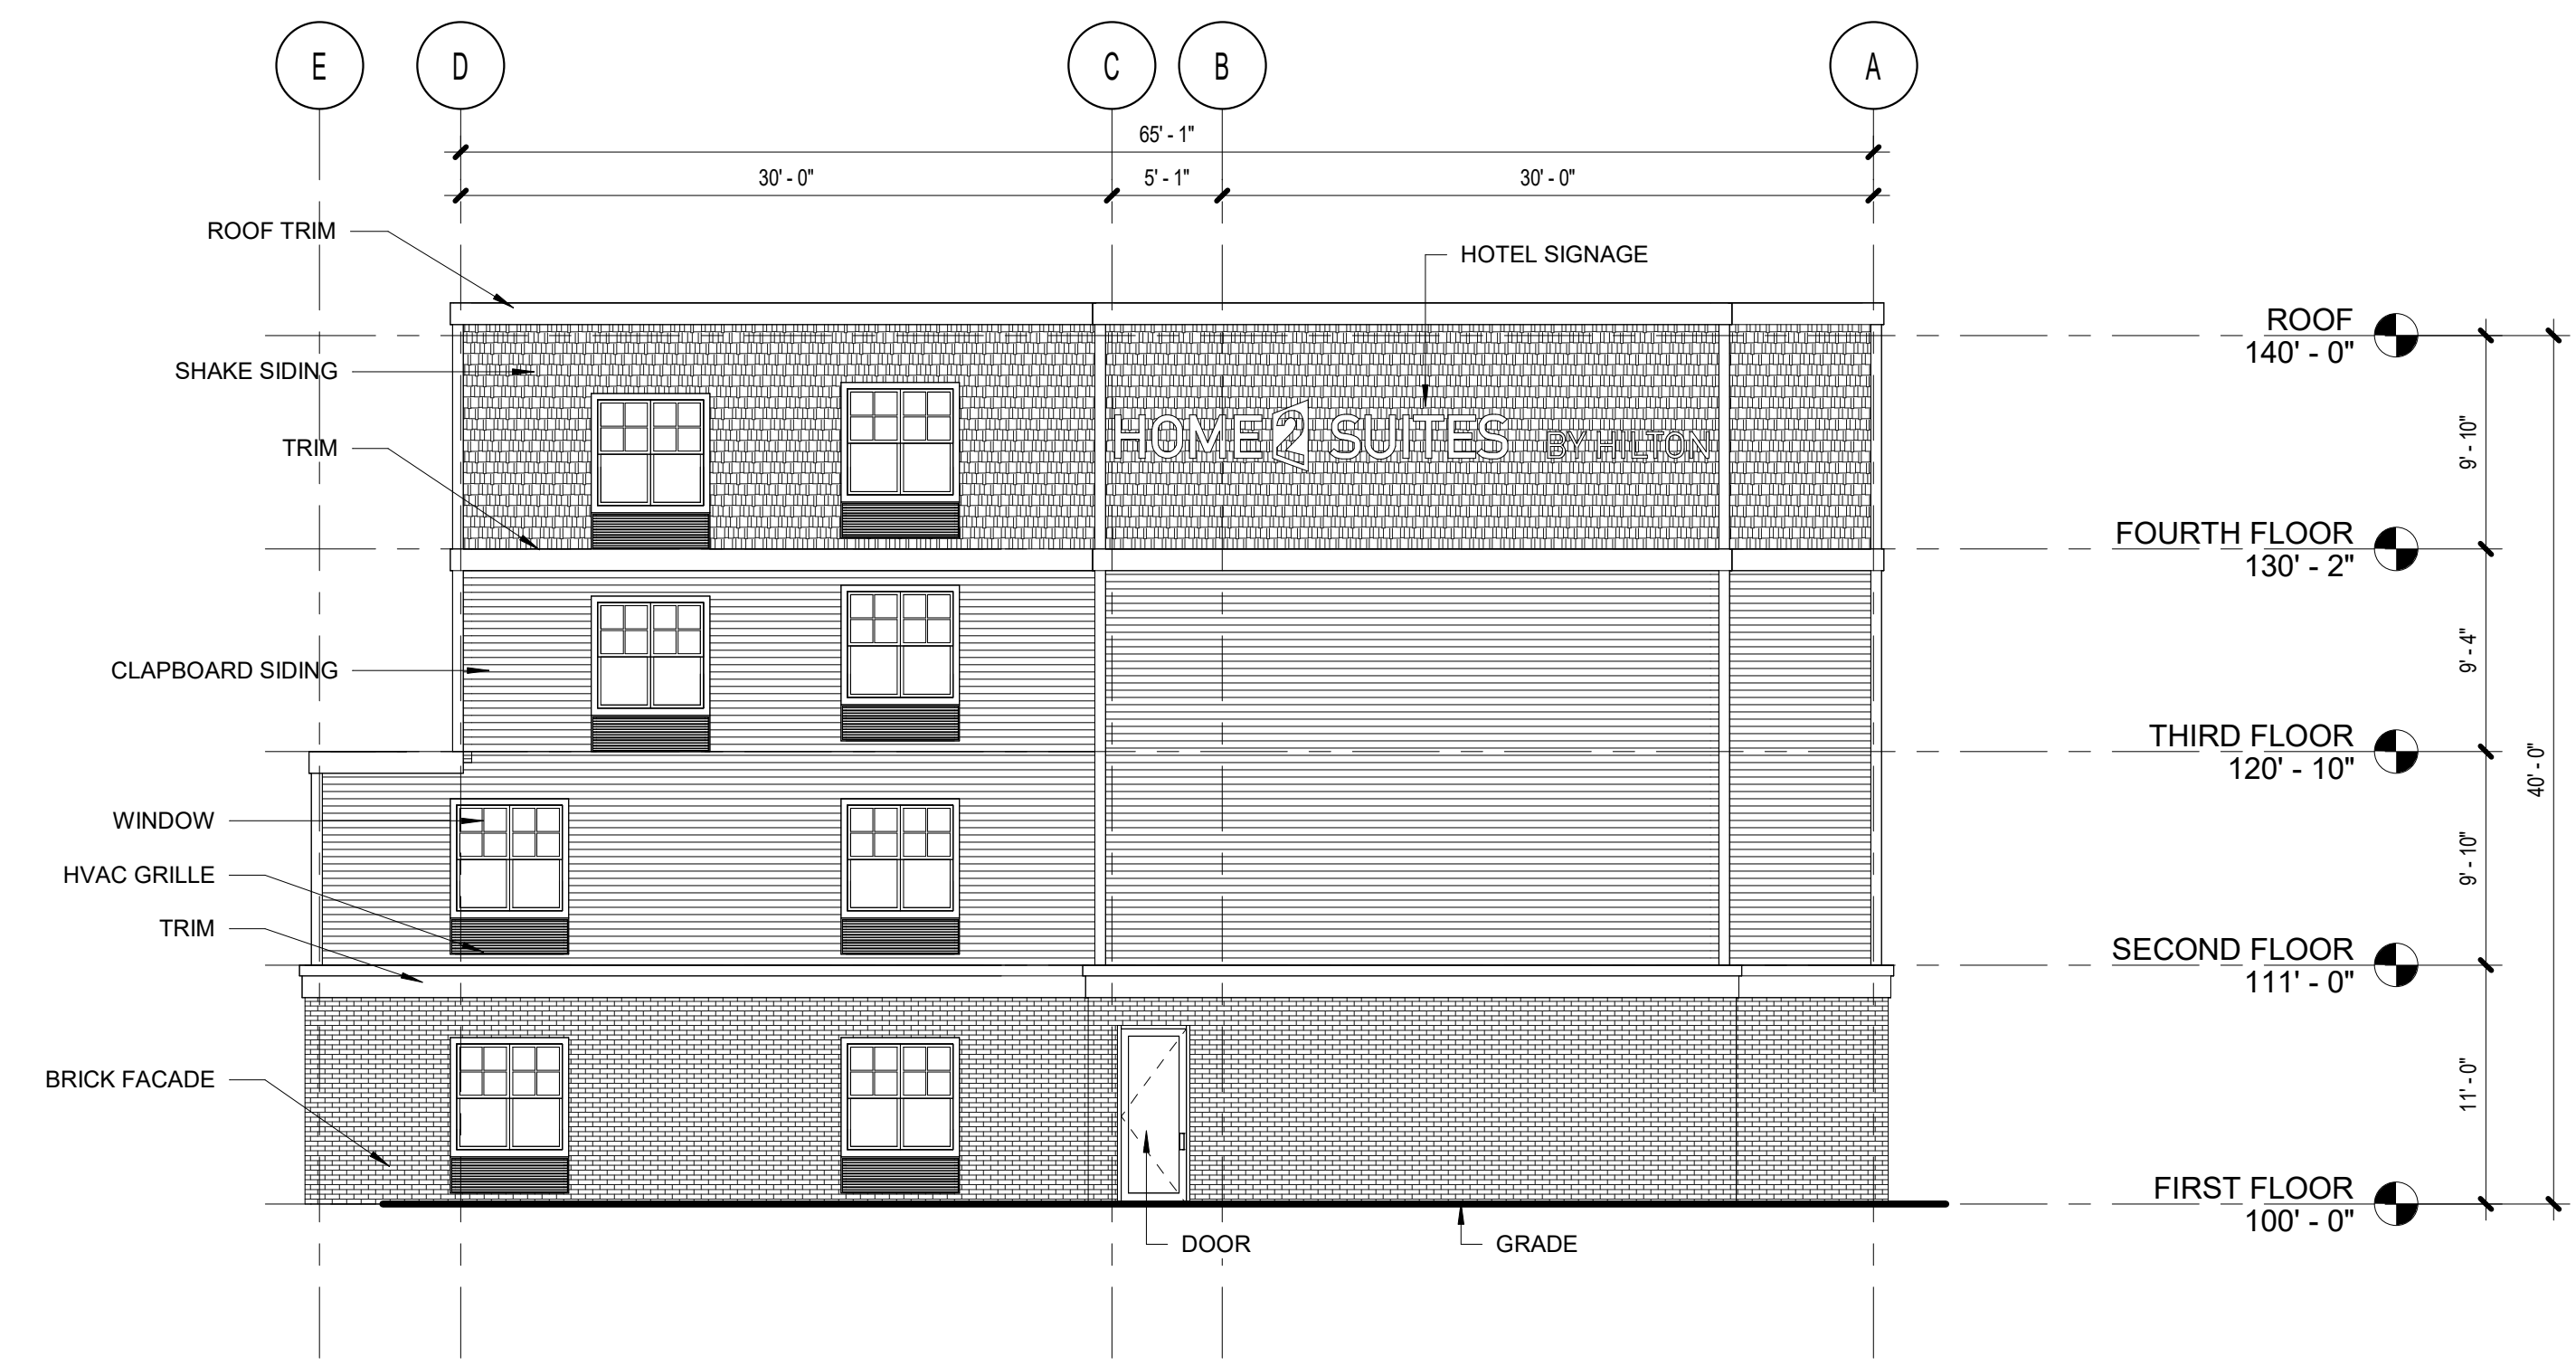 E D C B A
65' - 1"
30' - 0" 5' - 1" 30' - 0"
ROOF TRIM
HOTEL SIGNAGE
ROOF
140' - 0"
SHAKE SIDING
HOME2 SUITES BY HILTON
TRIM
9' - 10"
FOURTH FLOOR
130' - 2"
CLAPBOARD SIDING
9' - 4"
THIRD FLOOR
120' - 10"
40' - 0"
WINDOW
HVAC GRILLE
9' - 10"
TRIM
SECOND FLOOR
111' - 0"
BRICK FACADE
11' - 0"
FIRST FLOOR
100' - 0"
DOOR
GRADE